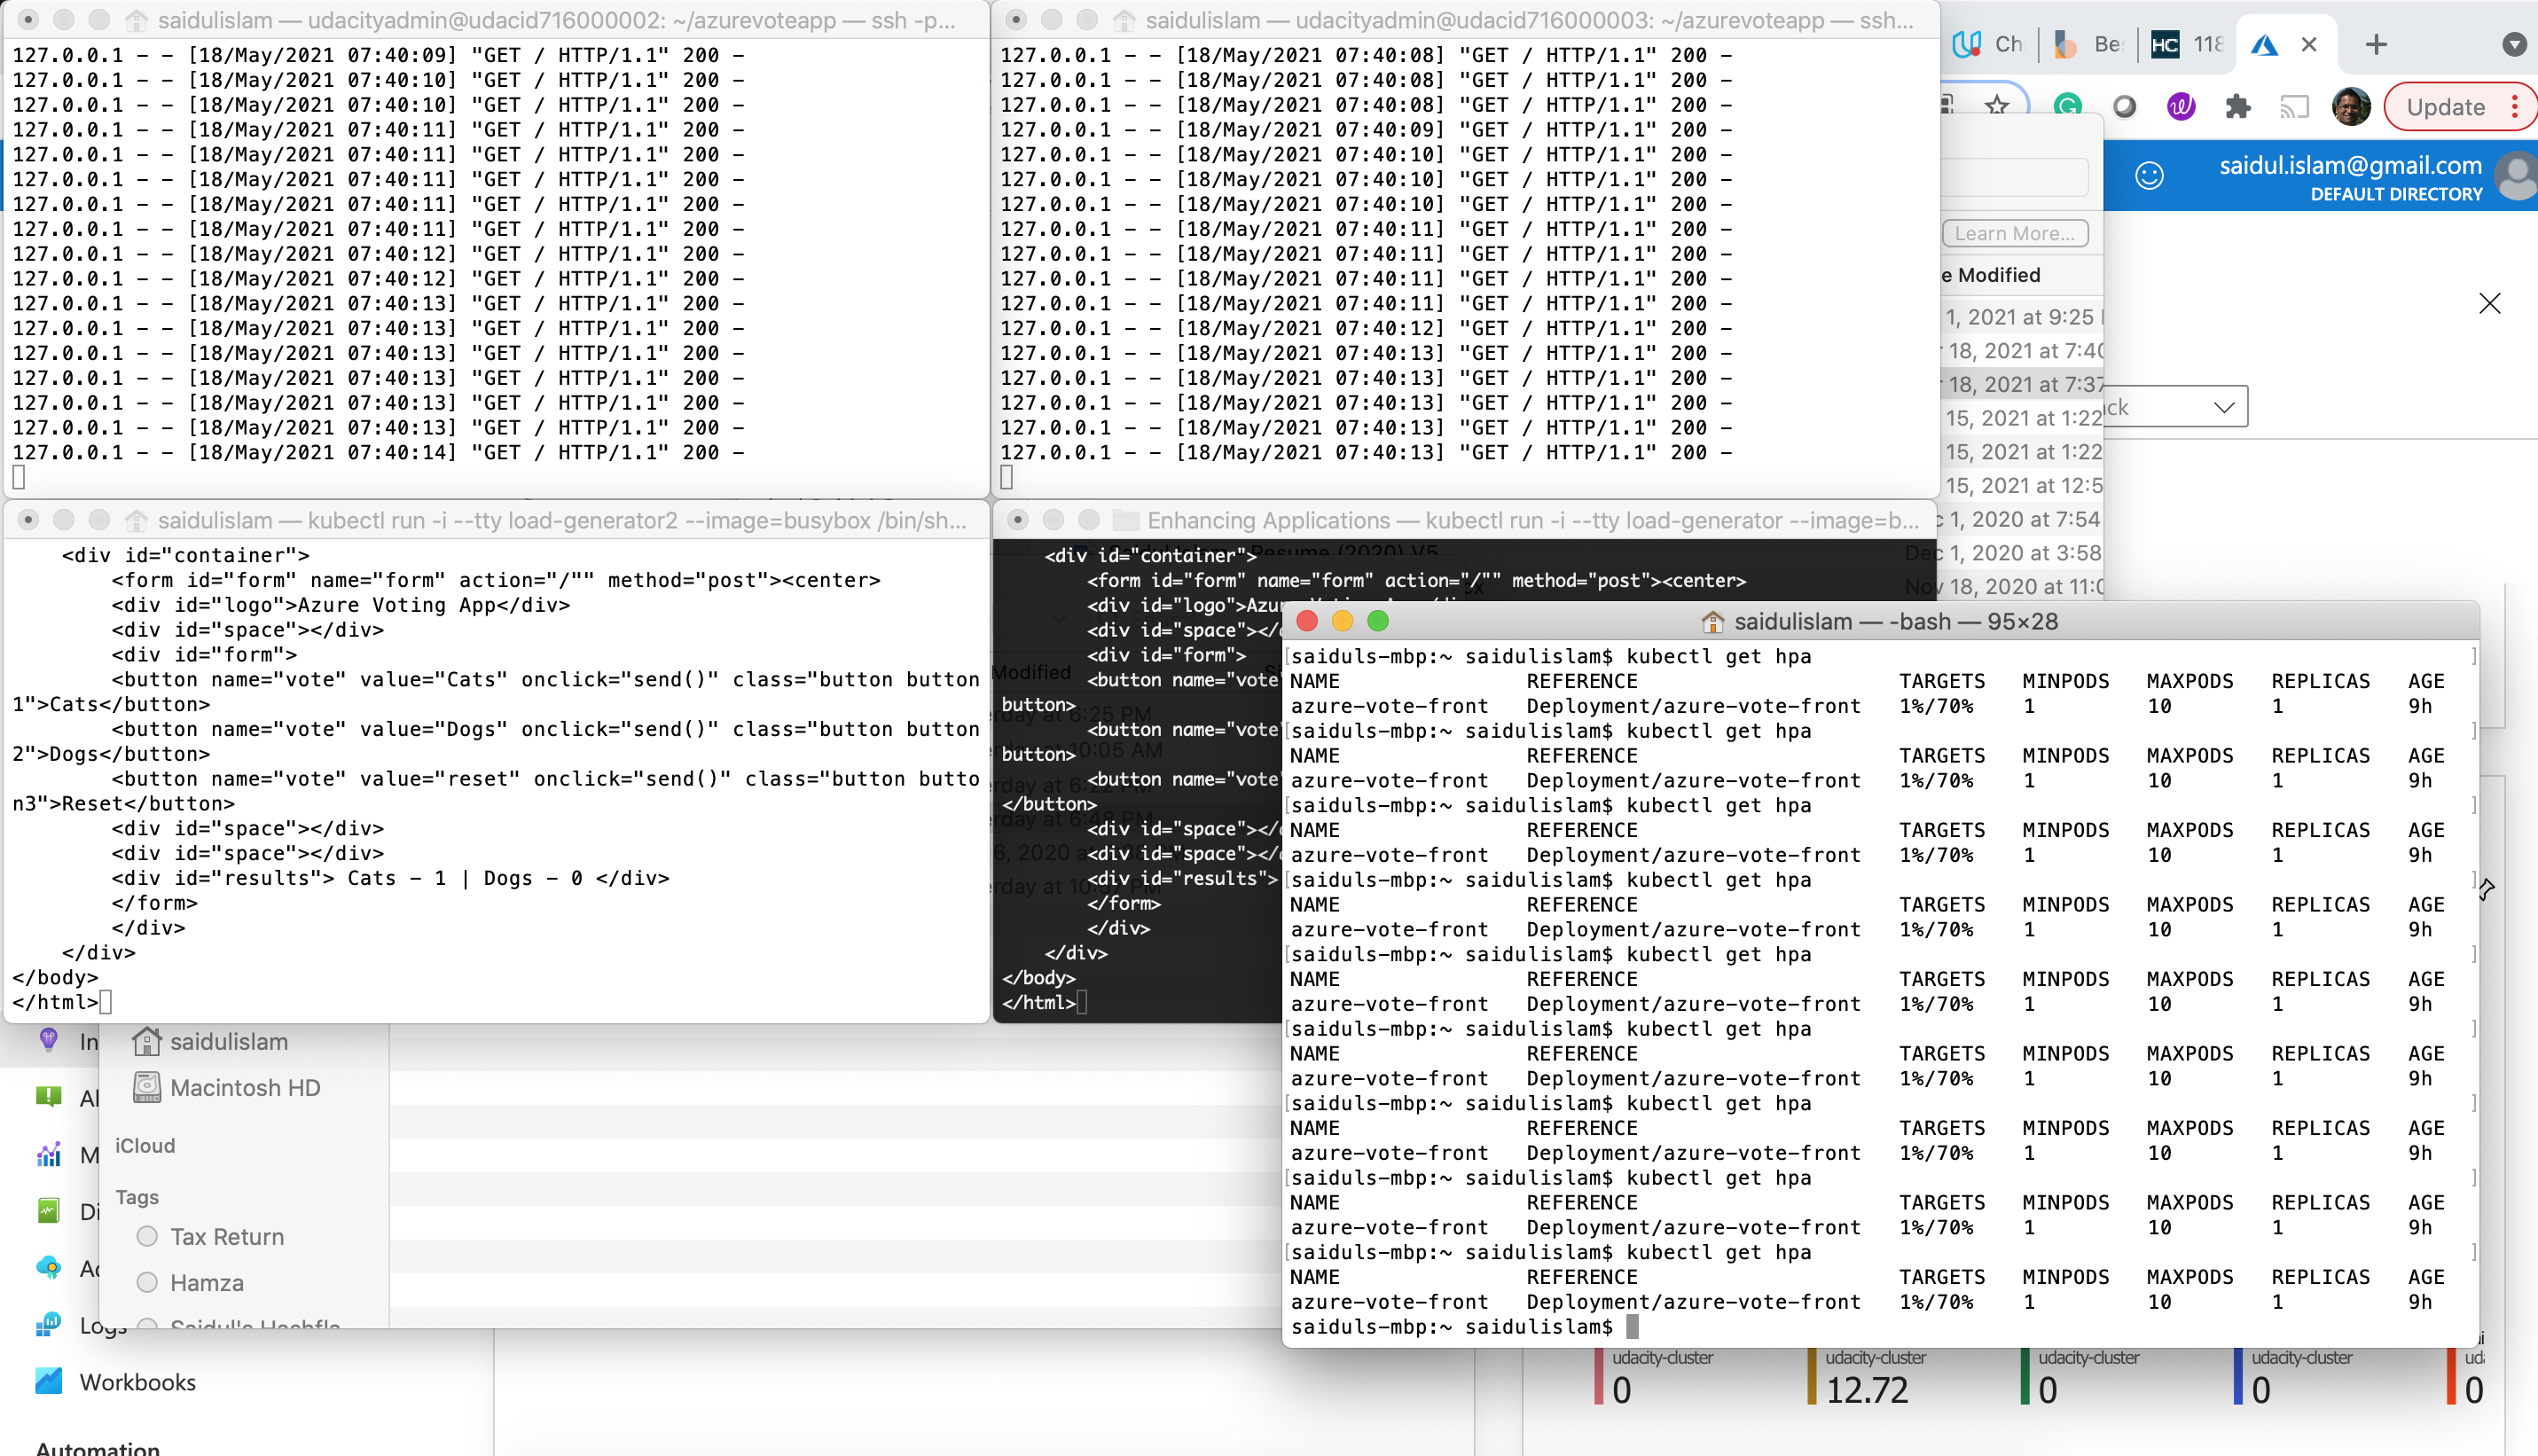 saidulislam — udacityadmin@udacid716000002: ~/azurevoteapp — ssh -p...
127.0.0.1 - - [18/May/2021 07:40:09] "GET / HTTP/1.1" 200 -
127.0.0.1 - - [18/May/2021 07:40:10] "GET / HTTP/1.1" 200 -
127.0.0.1 - - [18/May/2021 07:40:10] "GET / HTTP/1.1" 200 -
127.0.0.1 - - [18/May/2021 07:40:11] "GET / HTTP/1.1" 200 -
127.0.0.1 - - [18/May/2021 07:40:11] "GET / HTTP/1.1" 200 -
127.0.0.1 - - [18/May/2021 07:40:11] "GET / HTTP/1.1" 200 -
127.0.0.1 - - [18/May/2021 07:40:11] "GET / HTTP/1.1" 200 -
127.0.0.1 - - [18/May/2021 07:40:11] "GET / HTTP/1.1" 200 -
127.0.0.1 - - [18/May/2021 07:40:12] "GET / HTTP/1.1" 200 -
127.0.0.1 - - [18/May/2021 07:40:12] "GET / HTTP/1.1" 200 -
127.0.0.1 - - [18/May/2021 07:40:13] "GET / HTTP/1.1" 200 -
127.0.0.1 - - [18/May/2021 07:40:13] "GET / HTTP/1.1" 200 -
127.0.0.1 - - [18/May/2021 07:40:13] "GET / HTTP/1.1" 200 -
127.0.0.1 - - [18/May/2021 07:40:13] "GET / HTTP/1.1" 200 -
127.0.0.1 - - [18/May/2021 07:40:13] "GET / HTTP/1.1" 200 -
127.0.0.1 - - [18/May/2021 07:40:13] "GET / HTTP/1.1" 200 -
127.0.0.1 - - [18/May/2021 07:40:14] "GET / HTTP/1.1" 200 -
saidulislam — udacityadmin@udacid716000003: ~/azurevoteapp — ssh...
127.0.0.1 - - [18/May/2021 07:40:08] "GET / HTTP/1.1" 200 -
127.0.0.1 - - [18/May/2021 07:40:08] "GET / HTTP/1.1" 200 -
127.0.0.1 - - [18/May/2021 07:40:08] "GET / HTTP/1.1" 200 -
127.0.0.1 - - [18/May/2021 07:40:09] "GET / HTTP/1.1" 200 -
127.0.0.1 - - [18/May/2021 07:40:10] "GET / HTTP/1.1" 200 -
127.0.0.1 - - [18/May/2021 07:40:10] "GET / HTTP/1.1" 200 -
127.0.0.1 - - [18/May/2021 07:40:10] "GET / HTTP/1.1" 200 -
127.0.0.1 - - [18/May/2021 07:40:11] "GET / HTTP/1.1" 200 -
127.0.0.1 - - [18/May/2021 07:40:11] "GET / HTTP/1.1" 200 -
127.0.0.1 - - [18/May/2021 07:40:11] "GET / HTTP/1.1" 200 -
127.0.0.1 - - [18/May/2021 07:40:11] "GET / HTTP/1.1" 200 -
127.0.0.1 - - [18/May/2021 07:40:12] "GET / HTTP/1.1" 200 -
127.0.0.1 - - [18/May/2021 07:40:13] "GET / HTTP/1.1" 200 -
127.0.0.1 - - [18/May/2021 07:40:13] "GET / HTTP/1.1" 200 -
127.0.0.1 - - [18/May/2021 07:40:13] "GET / HTTP/1.1" 200 -
127.0.0.1 - - [18/May/2021 07:40:13] "GET / HTTP/1.1" 200 -
127.0.0.1 - - [18/May/2021 07:40:13] "GET / HTTP/1.1" 200 -
Ch
Be
HC 118
Update
saidul.islam@gmail.com
DEFAULT DIRECTORY
Learn More...
e Modified
1, 2021 at 9:25
18, 2021 at 7:40
18, 2021 at 7:37
15, 2021 at 1:22
15, 2021 at 1:22
15, 2021 at 12:5
c 1, 2020 at 7:54
Dec 1, 2020 at 3:58
Nov 18, 2020 at 11:0
ck
saidulislam — kubectl run -i --tty load-generator2 --image=busybox /bin/sh...
<div id="container">
<form id="form" name="form" action="/"" method="post"><center>
<div id="logo">Azure Voting App</div>
<div id="space"></div>
<div id="form">
<button name="vote" value="Cats" onclick="send()" class="button button
1">Cats</button>
<button name="vote" value="Dogs" onclick="send()" class="button button
2">Dogs</button>
<button name="vote" value="reset" onclick="send()" class="button butto
n3">Reset</button>
<div id="space"></div>
<div id="space"></div>
<div id="results"> Cats - 1 | Dogs - 0 </div>
</form>
</div>
</div>
</body>
</html>
Enhancing Applications — kubectl run -i --tty load-generator --image=b...
<div id="container">
<form id="form" name="form" action="/"" method="post"><center>
<div id="logo">Azure
<div id="space"></
<div id="form">
<button name="vote"
button>
<button name="vote"
button>
<button name="vote"
</button>
<div id="space"></
<div id="space"></
<div id="results">
</form>
</div>
</div>
</body>
</html>
saidulislam — -bash — 95×28
saiduls-mbp:~ saidulislam$ kubectl get hpa
NAME REFERENCE TARGETS MINPODS MAXPODS REPLICAS AGE
azure-vote-front Deployment/azure-vote-front 1%/70% 1 10 1 9h
saiduls-mbp:~ saidulislam$ kubectl get hpa
NAME REFERENCE TARGETS MINPODS MAXPODS REPLICAS AGE
azure-vote-front Deployment/azure-vote-front 1%/70% 1 10 1 9h
saiduls-mbp:~ saidulislam$ kubectl get hpa
NAME REFERENCE TARGETS MINPODS MAXPODS REPLICAS AGE
azure-vote-front Deployment/azure-vote-front 1%/70% 1 10 1 9h
saiduls-mbp:~ saidulislam$ kubectl get hpa
NAME REFERENCE TARGETS MINPODS MAXPODS REPLICAS AGE
azure-vote-front Deployment/azure-vote-front 1%/70% 1 10 1 9h
saiduls-mbp:~ saidulislam$ kubectl get hpa
NAME REFERENCE TARGETS MINPODS MAXPODS REPLICAS AGE
azure-vote-front Deployment/azure-vote-front 1%/70% 1 10 1 9h
saiduls-mbp:~ saidulislam$ kubectl get hpa
NAME REFERENCE TARGETS MINPODS MAXPODS REPLICAS AGE
azure-vote-front Deployment/azure-vote-front 1%/70% 1 10 1 9h
saiduls-mbp:~ saidulislam$ kubectl get hpa
NAME REFERENCE TARGETS MINPODS MAXPODS REPLICAS AGE
azure-vote-front Deployment/azure-vote-front 1%/70% 1 10 1 9h
saiduls-mbp:~ saidulislam$ kubectl get hpa
NAME REFERENCE TARGETS MINPODS MAXPODS REPLICAS AGE
azure-vote-front Deployment/azure-vote-front 1%/70% 1 10 1 9h
saiduls-mbp:~ saidulislam$ kubectl get hpa
NAME REFERENCE TARGETS MINPODS MAXPODS REPLICAS AGE
azure-vote-front Deployment/azure-vote-front 1%/70% 1 10 1 9h
saiduls-mbp:~ saidulislam$
In
Al
M
Di
Logs
Workbooks
Automation
saidulislam
Macintosh HD
iCloud
Tags
Tax Return
Hamza
udacity-cluster
0
udacity-cluster
12.72
udacity-cluster
0
udacity-cluster
0
0